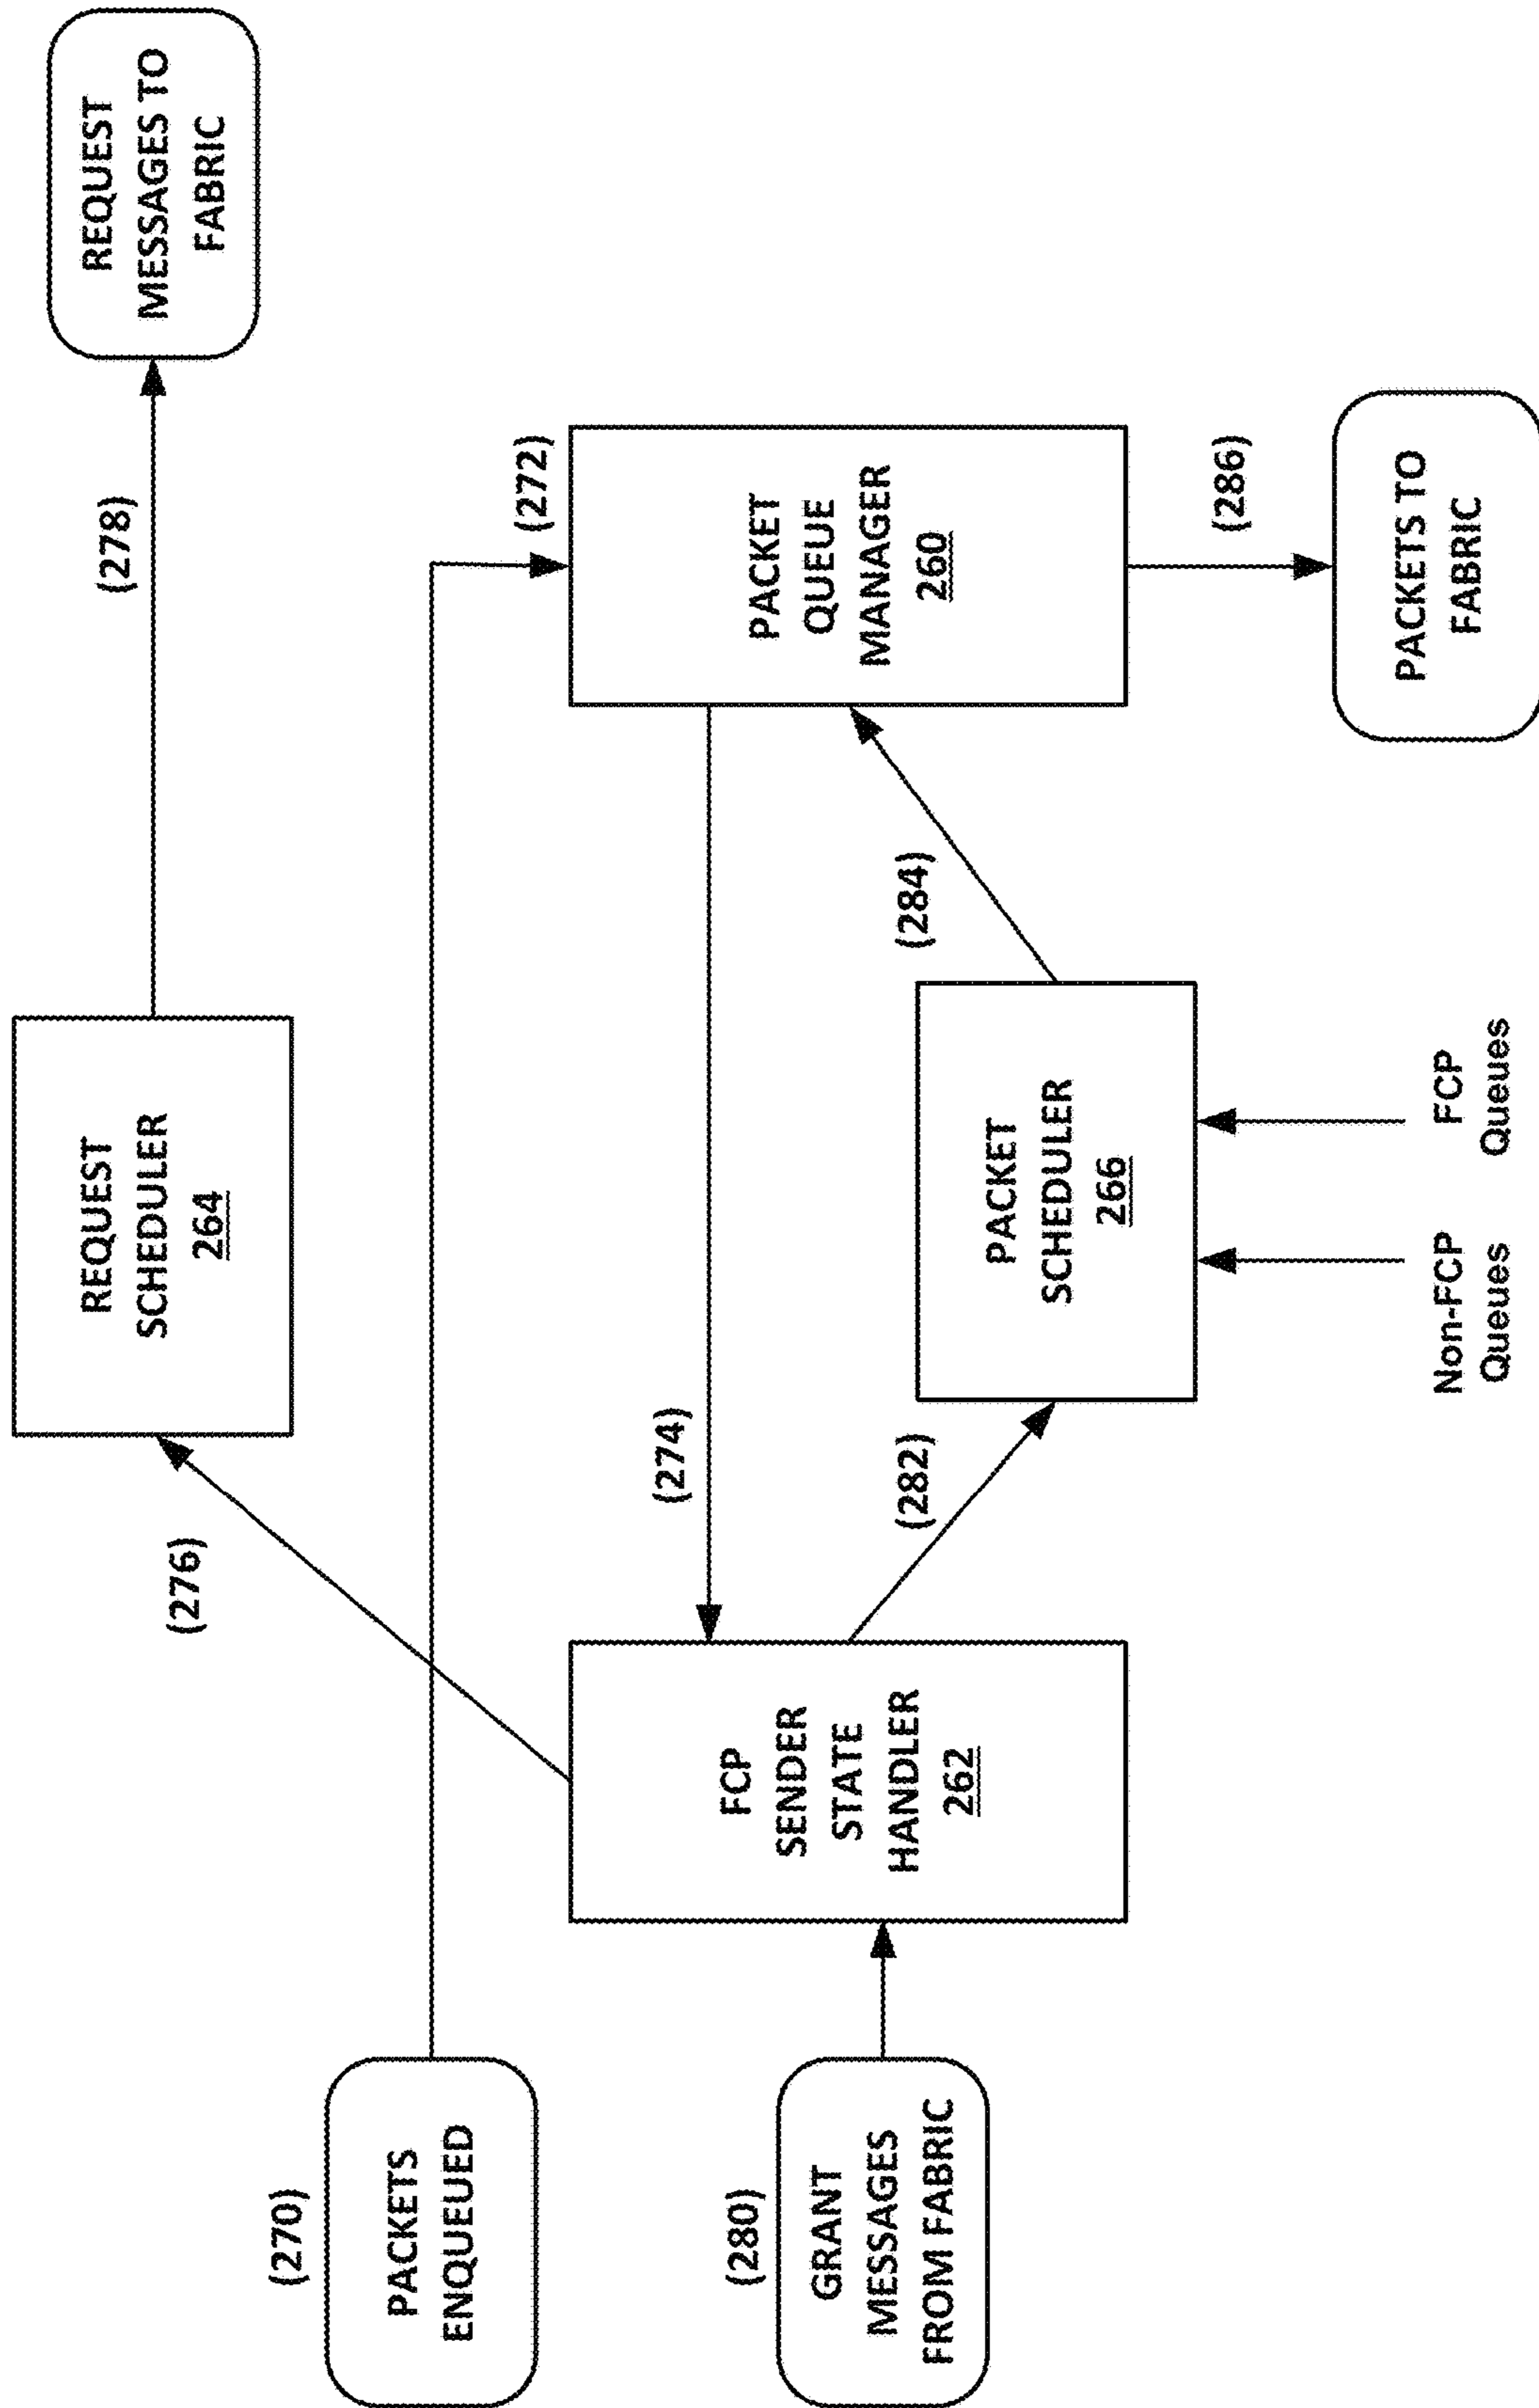 (270)
PACKETS
ENQUEUED
(280)
GRANT
MESSAGES
FROM FABRIC
(276)
REQUEST
SCHEDULER
264
(278)
REQUEST
MESSAGES TO
FABRIC
(272)
(274)
FCP
SENDER
STATE
HANDLER
262
(282)
PACKET
SCHEDULER
266
(284)
PACKET
QUEUE
MANAGER
260
(286)
PACKETS TO
FABRIC
Non-FCP
Queues
FCP
Queues